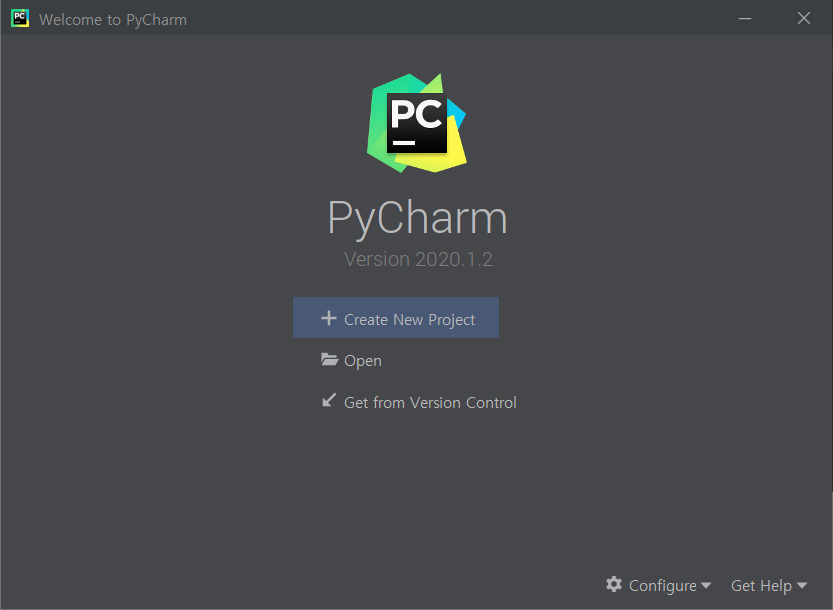 PC
Welcome to PyCharm
PC
PyCharm
Version 2020.1.2
Create New Project
Open
Get from Version Control
Configure
Get Help